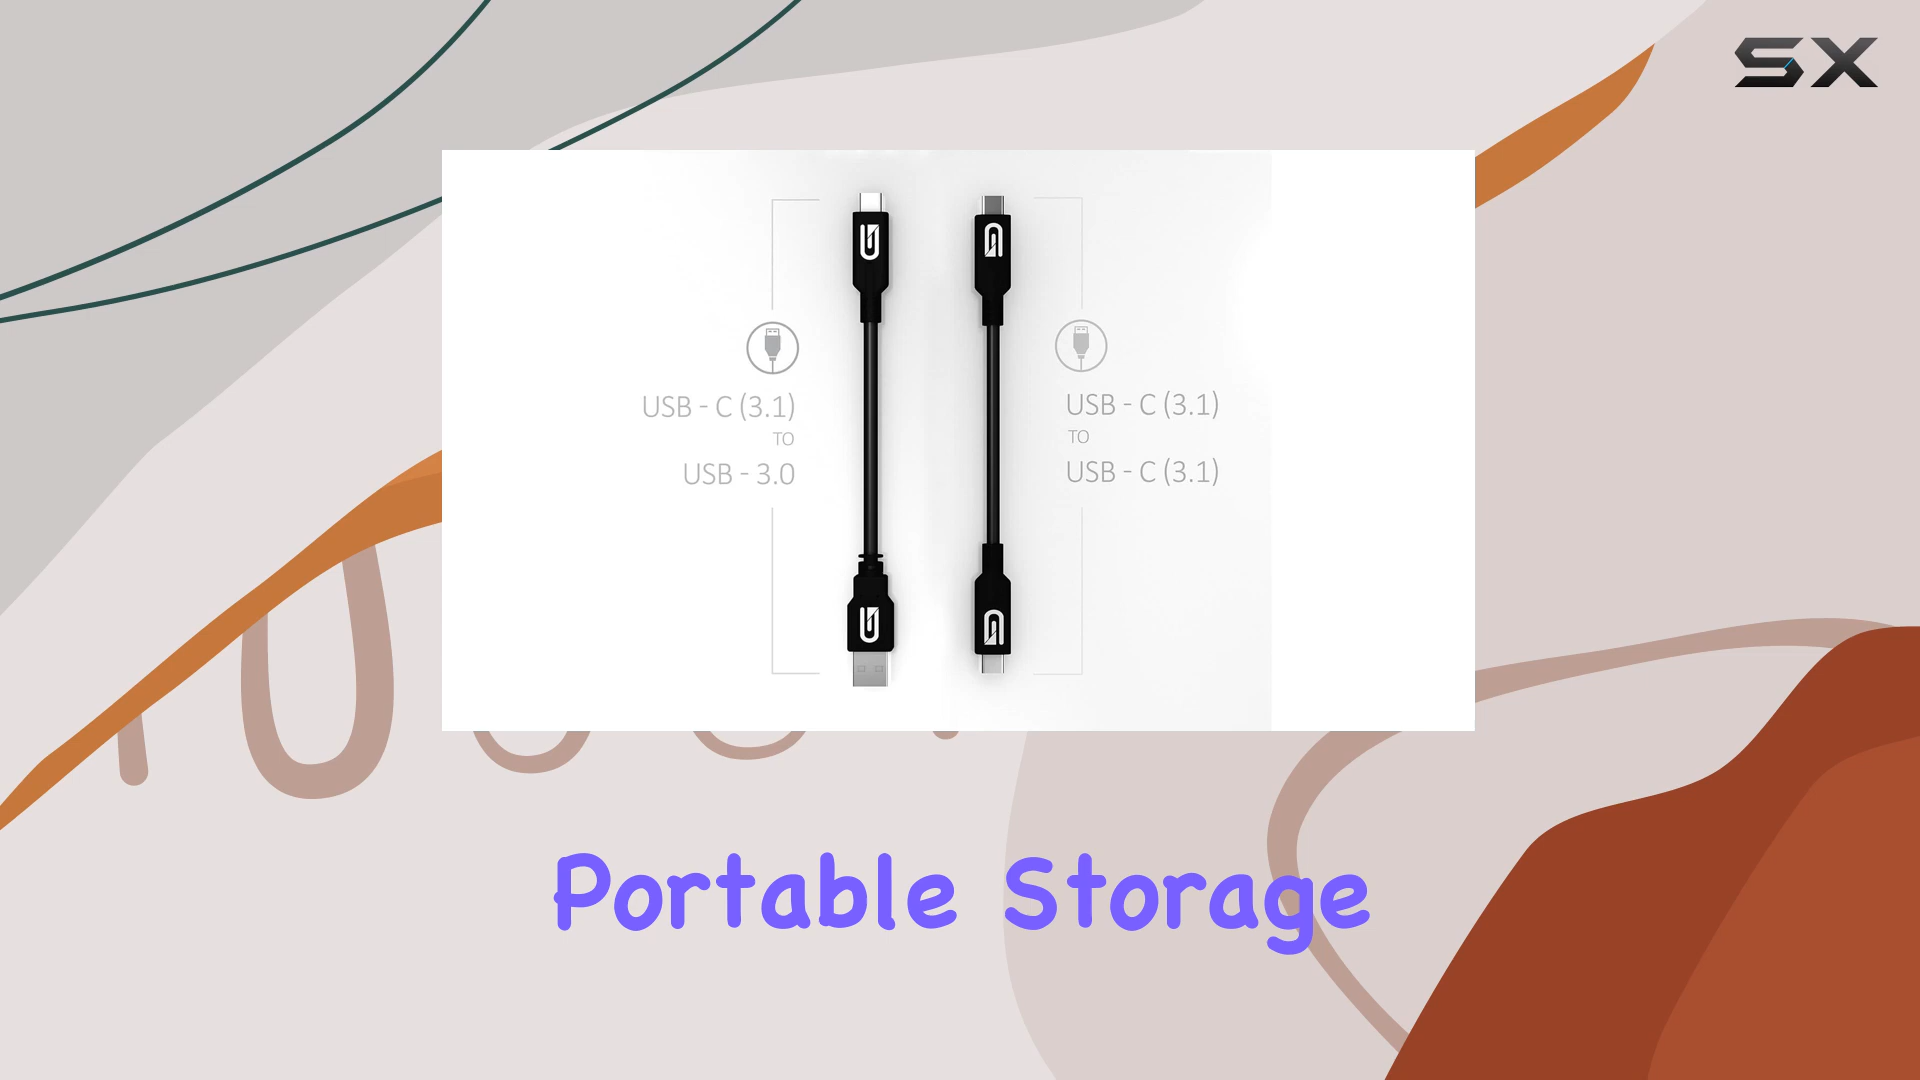 SX
USB - C (3.1)
TO
USB - 3.0
USB - C (3.1)
TO
USB - C (3.1)
Portable Storage